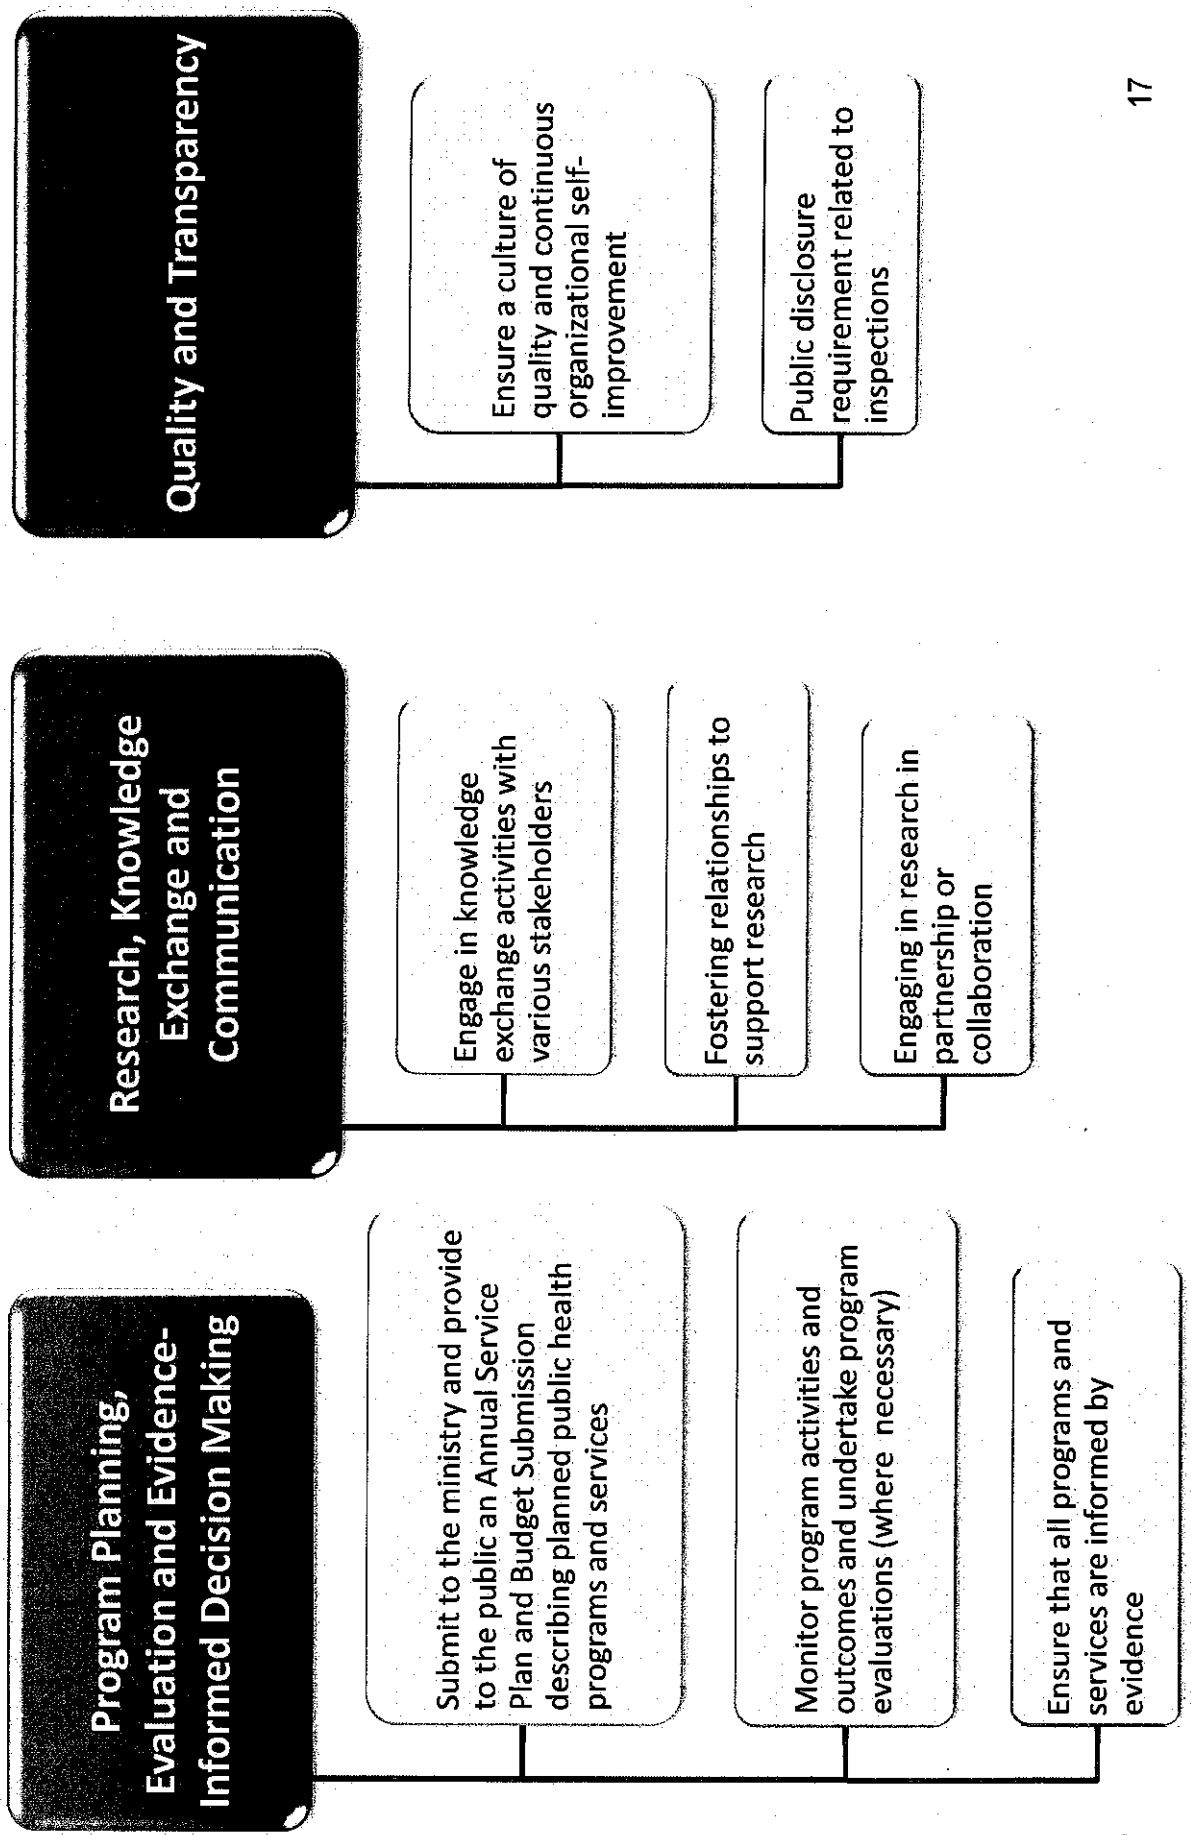 Program Planning,
Evaluation and Evidence-
Informed Decision Making
Submit to the ministry and provide
to the public an Annual Service
Plan and Budget Submission
describing planned public health
programs and services
Monitor program activities and
outcomes and undertake program
evaluations (where necessary)
Ensure that all programs and
services are informed by
evidence
Research, Knowledge
Exchange and
Communication
Engage in knowledge
exchange activities with
various stakeholders
Fostering relationships to
support research
Engaging in research in
partnership or
collaboration
Quality and Transparency
Ensure a culture of
quality and continuous
organizational self-
improvement
Public disclosure
requirement related to
inspections
17